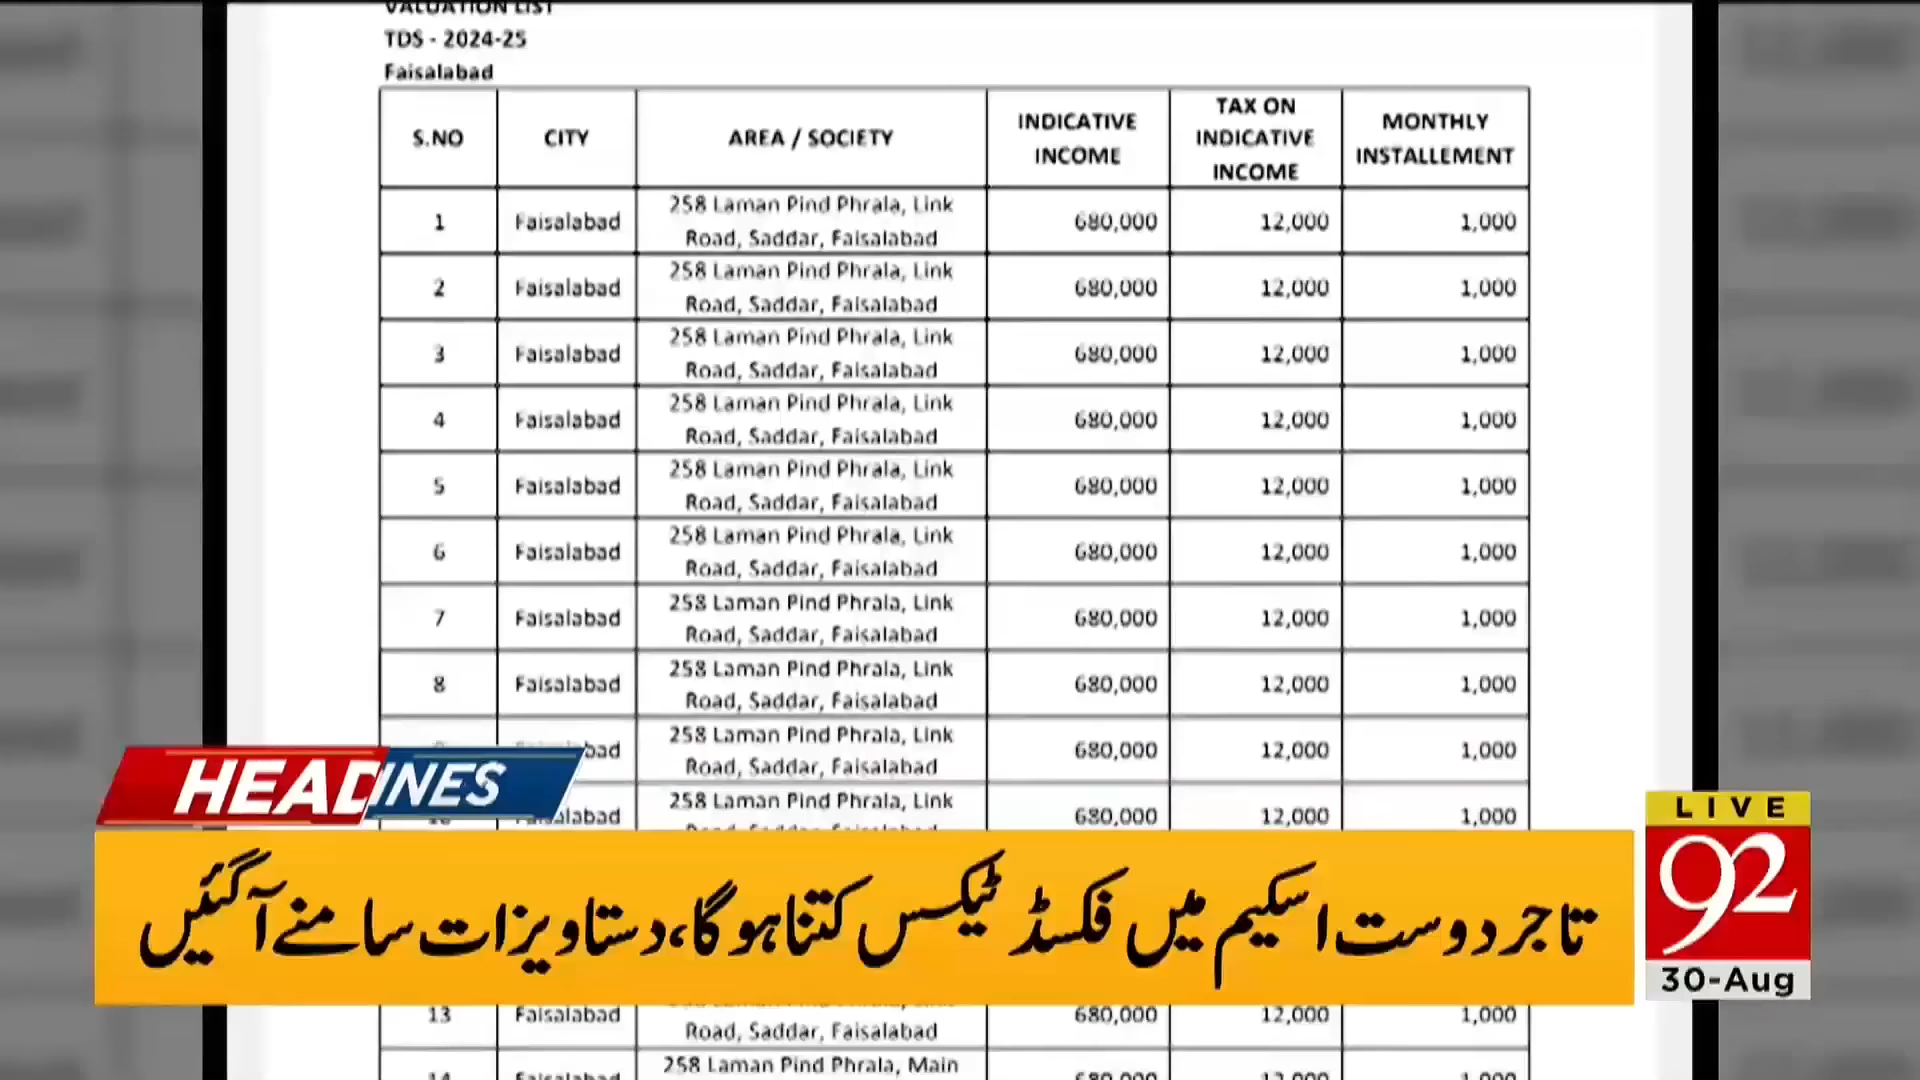 VALUATION LIST
TDS - 2024-25
Faisalabad
S.NO CITY AREA / SOCIETY INDICATIVE INCOME TAX ON INDICATIVE INCOME MONTHLY INSTALLEMENT
1 Faisalabad 258 Laman Pind Phrala, Link Road, Saddar, Faisalabad 680,000 12,000 1,000
2 Faisalabad 258 Laman Pind Phrala, Link Road, Saddar, Faisalabad 680,000 12,000 1,000
3 Faisalabad 258 Laman Pind Phrala, Link Road, Saddar, Faisalabad 680,000 12,000 1,000
4 Faisalabad 258 Laman Pind Phrala, Link Road, Saddar, Faisalabad 680,000 12,000 1,000
5 Faisalabad 258 Laman Pind Phrala, Link Road, Saddar, Faisalabad 680,000 12,000 1,000
6 Faisalabad 258 Laman Pind Phrala, Link Road, Saddar, Faisalabad 680,000 12,000 1,000
7 Faisalabad 258 Laman Pind Phrala, Link Road, Saddar, Faisalabad 680,000 12,000 1,000
8 Faisalabad 258 Laman Pind Phrala, Link Road, Saddar, Faisalabad 680,000 12,000 1,000
258 Laman Pind Phrala, Link Road, Saddar, Faisalabad 680,000 12,000 1,000
258 Laman Pind Phrala, Link 680,000 12,000 1,000
HEADLINES
تاجر دوست اسکیم میں فکسڈ ٹیکس کتنا ہوگا، دستاویزات سامنے آگئیں
LIVE
92
30-Aug
13 Faisalabad Road, Saddar, Faisalabad 680,000 12,000 1,000
14 Faisalabad 258 Laman Pind Phrala, Main 680,000 12,000 1,000